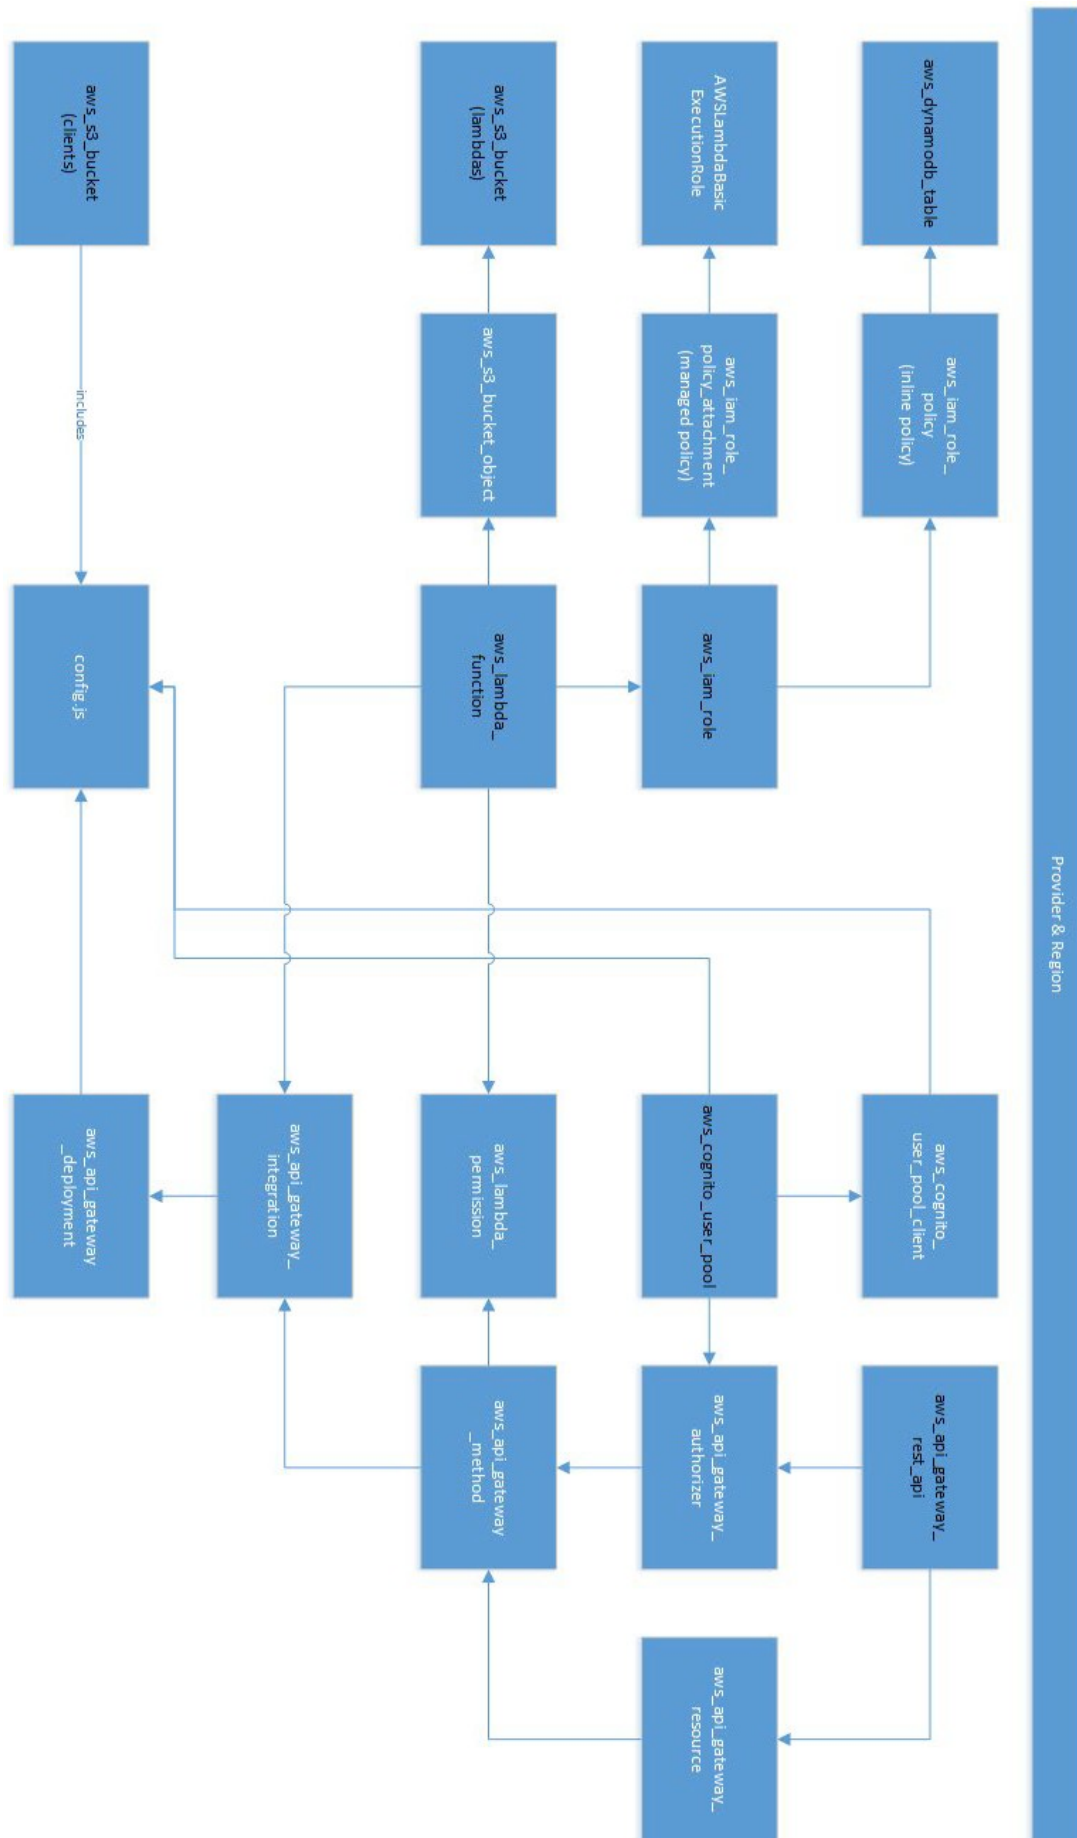 Provider & Region
aws_dynamodb_table
aws_iam_role_
policy
(inline policy)
aws_cognito_
user_pool_client
aws_api_gateway_
rest_api
AWSLambdaBasic
ExecutionRole
aws_iam_role_
policy_attachment
(managed policy)
aws_iam_role
aws_cognito_user_pool
aws_api_gateway_
authorizer
aws_api_gateway_
resource
aws_s3_bucket
(lambdas)
aws_s3_bucket_object
aws_lambda_
function
aws_lambda_
permission
aws_api_gateway
_method
aws_api_gateway_
integration
aws_s3_bucket
(clients)
includes
config.js
aws_api_gateway
_deployment